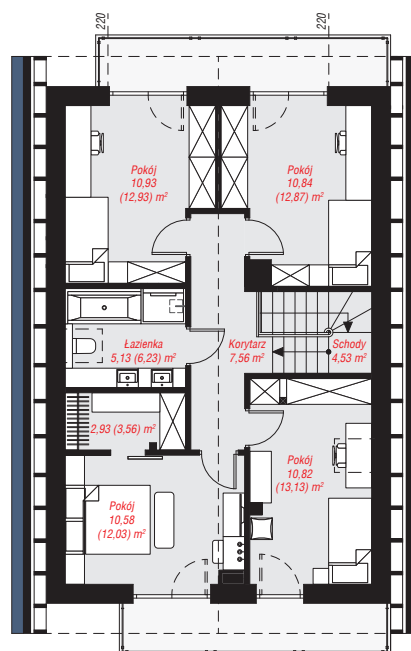 220
220
Pokój
10,93
(12,93) m²
Pokój
10,84
(12,87) m²
Łazienka
5,13 (6,23) m²
Korytarz
7,56 m²
Schody
4,53 m²
2,93 (3,56) m²
Pokój
10,82
(13,13) m²
Pokój
10,58
(12,03) m²